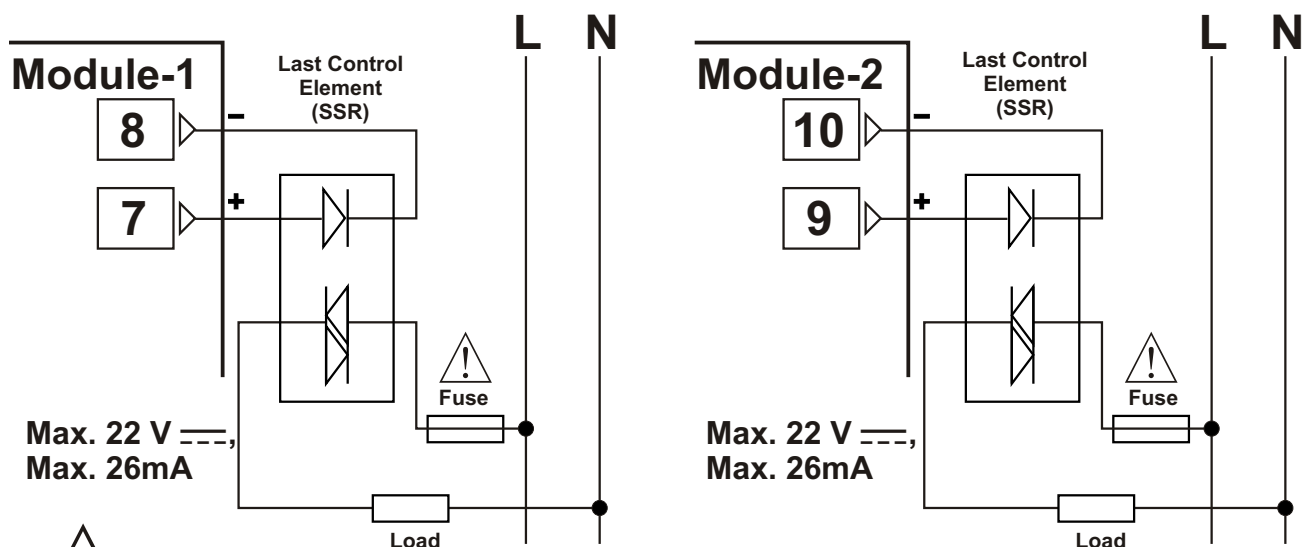 L N
Module-1
Last Control
Element
(SSR)
8
-
7
+
!
Fuse
Max. 22 V ⎓,
Max. 26mA
Load
L N
Module-2
Last Control
Element
(SSR)
10
-
9
+
!
Fuse
Max. 22 V ⎓,
Max. 26mA
Load